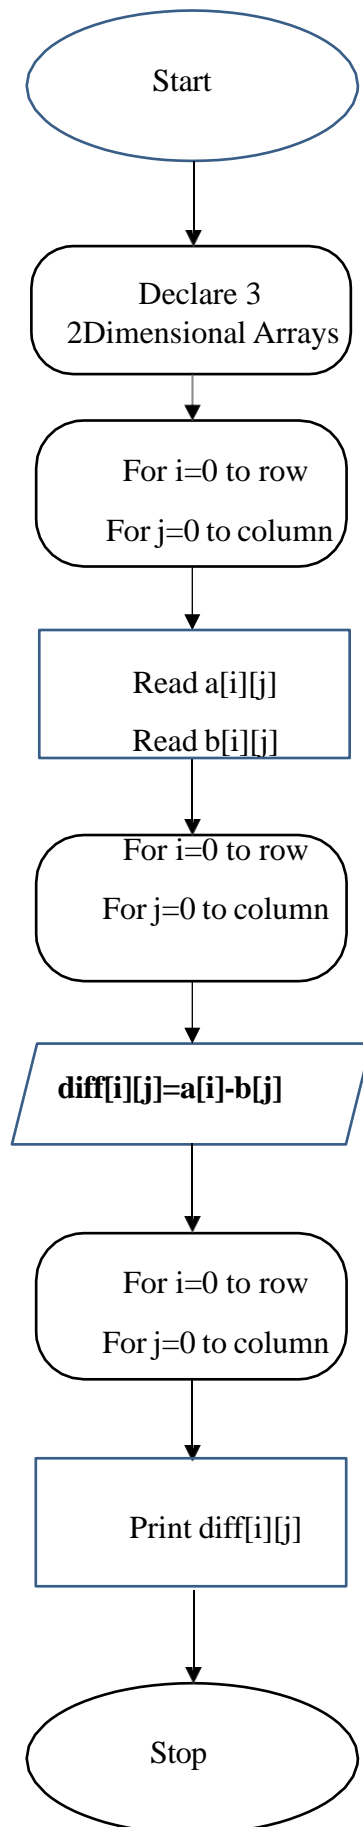 Start
Declare 3
2Dimensional Arrays
For i=0 to row
For j=0 to column
Read a[i][j]
Read b[i][j]
For i=0 to row
For j=0 to column
diff[i][j]=a[i]-b[j]
For i=0 to row
For j=0 to column
Print diff[i][j]
Stop